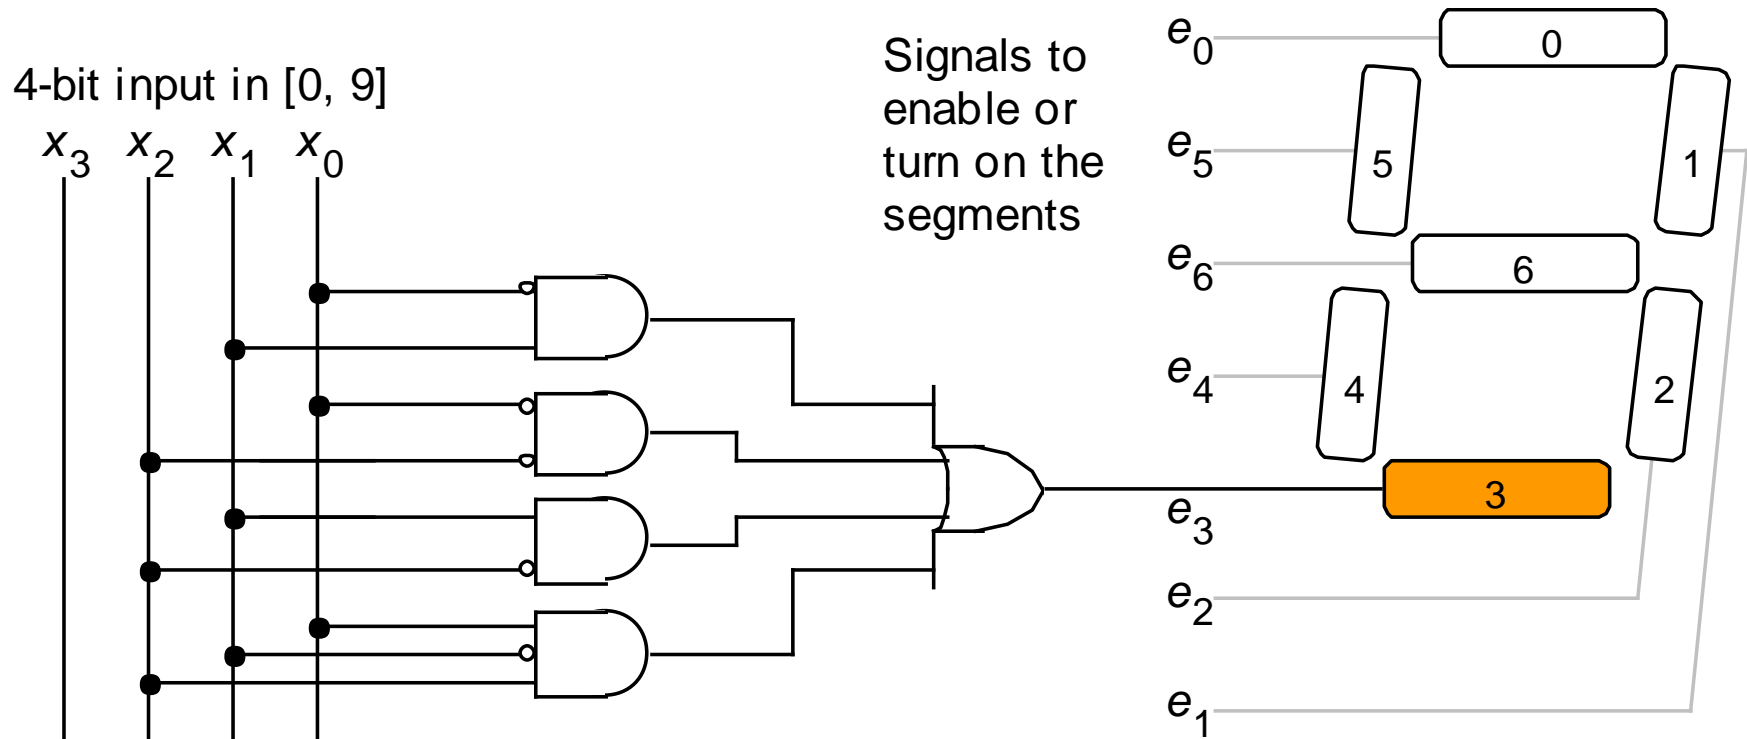 4-bit input in [0, 9]
x3 x2 x1 x0
Signals to
enable or
turn on the
segments
e0
0
e5
5
1
e6
6
e4
4
2
e3
3
e2
e1